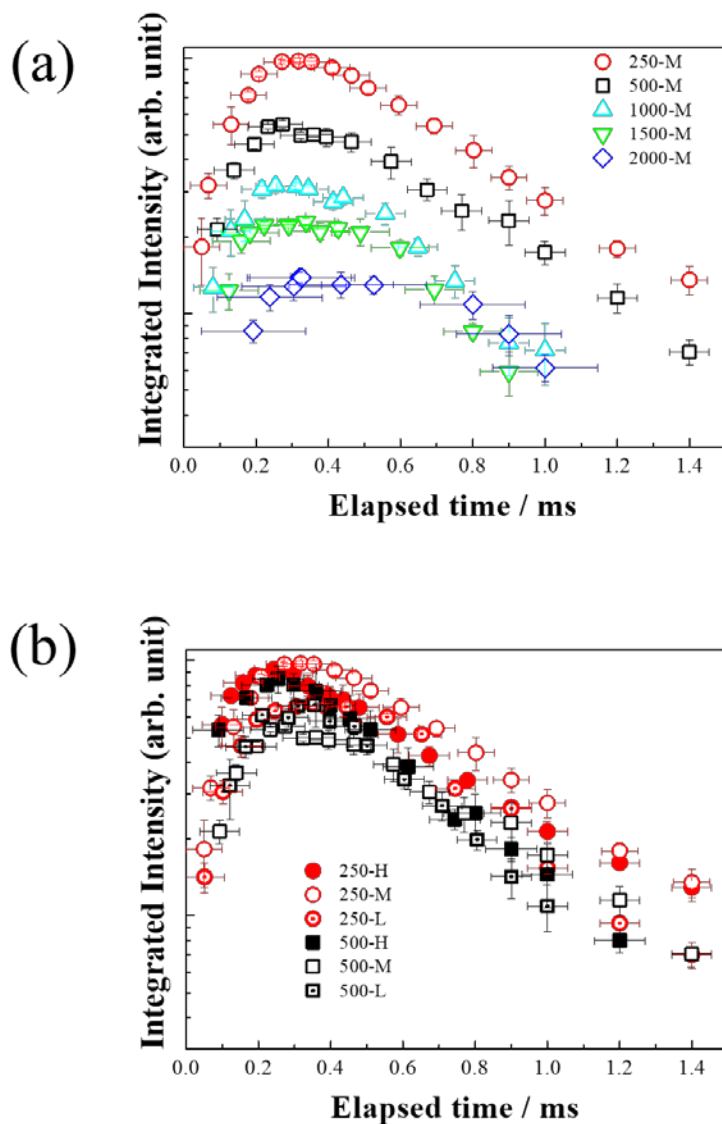 (a)
Integrated Intensity (arb. unit)
250-M
500-M
1000-M
1500-M
2000-M
0.0 0.2 0.4 0.6 0.8 1.0 1.2 1.4
Elapsed time / ms
(b)
Integrated Intensity (arb. unit)
250-H
250-M
250-L
500-H
500-M
500-L
0.0 0.2 0.4 0.6 0.8 1.0 1.2 1.4
Elapsed time / ms